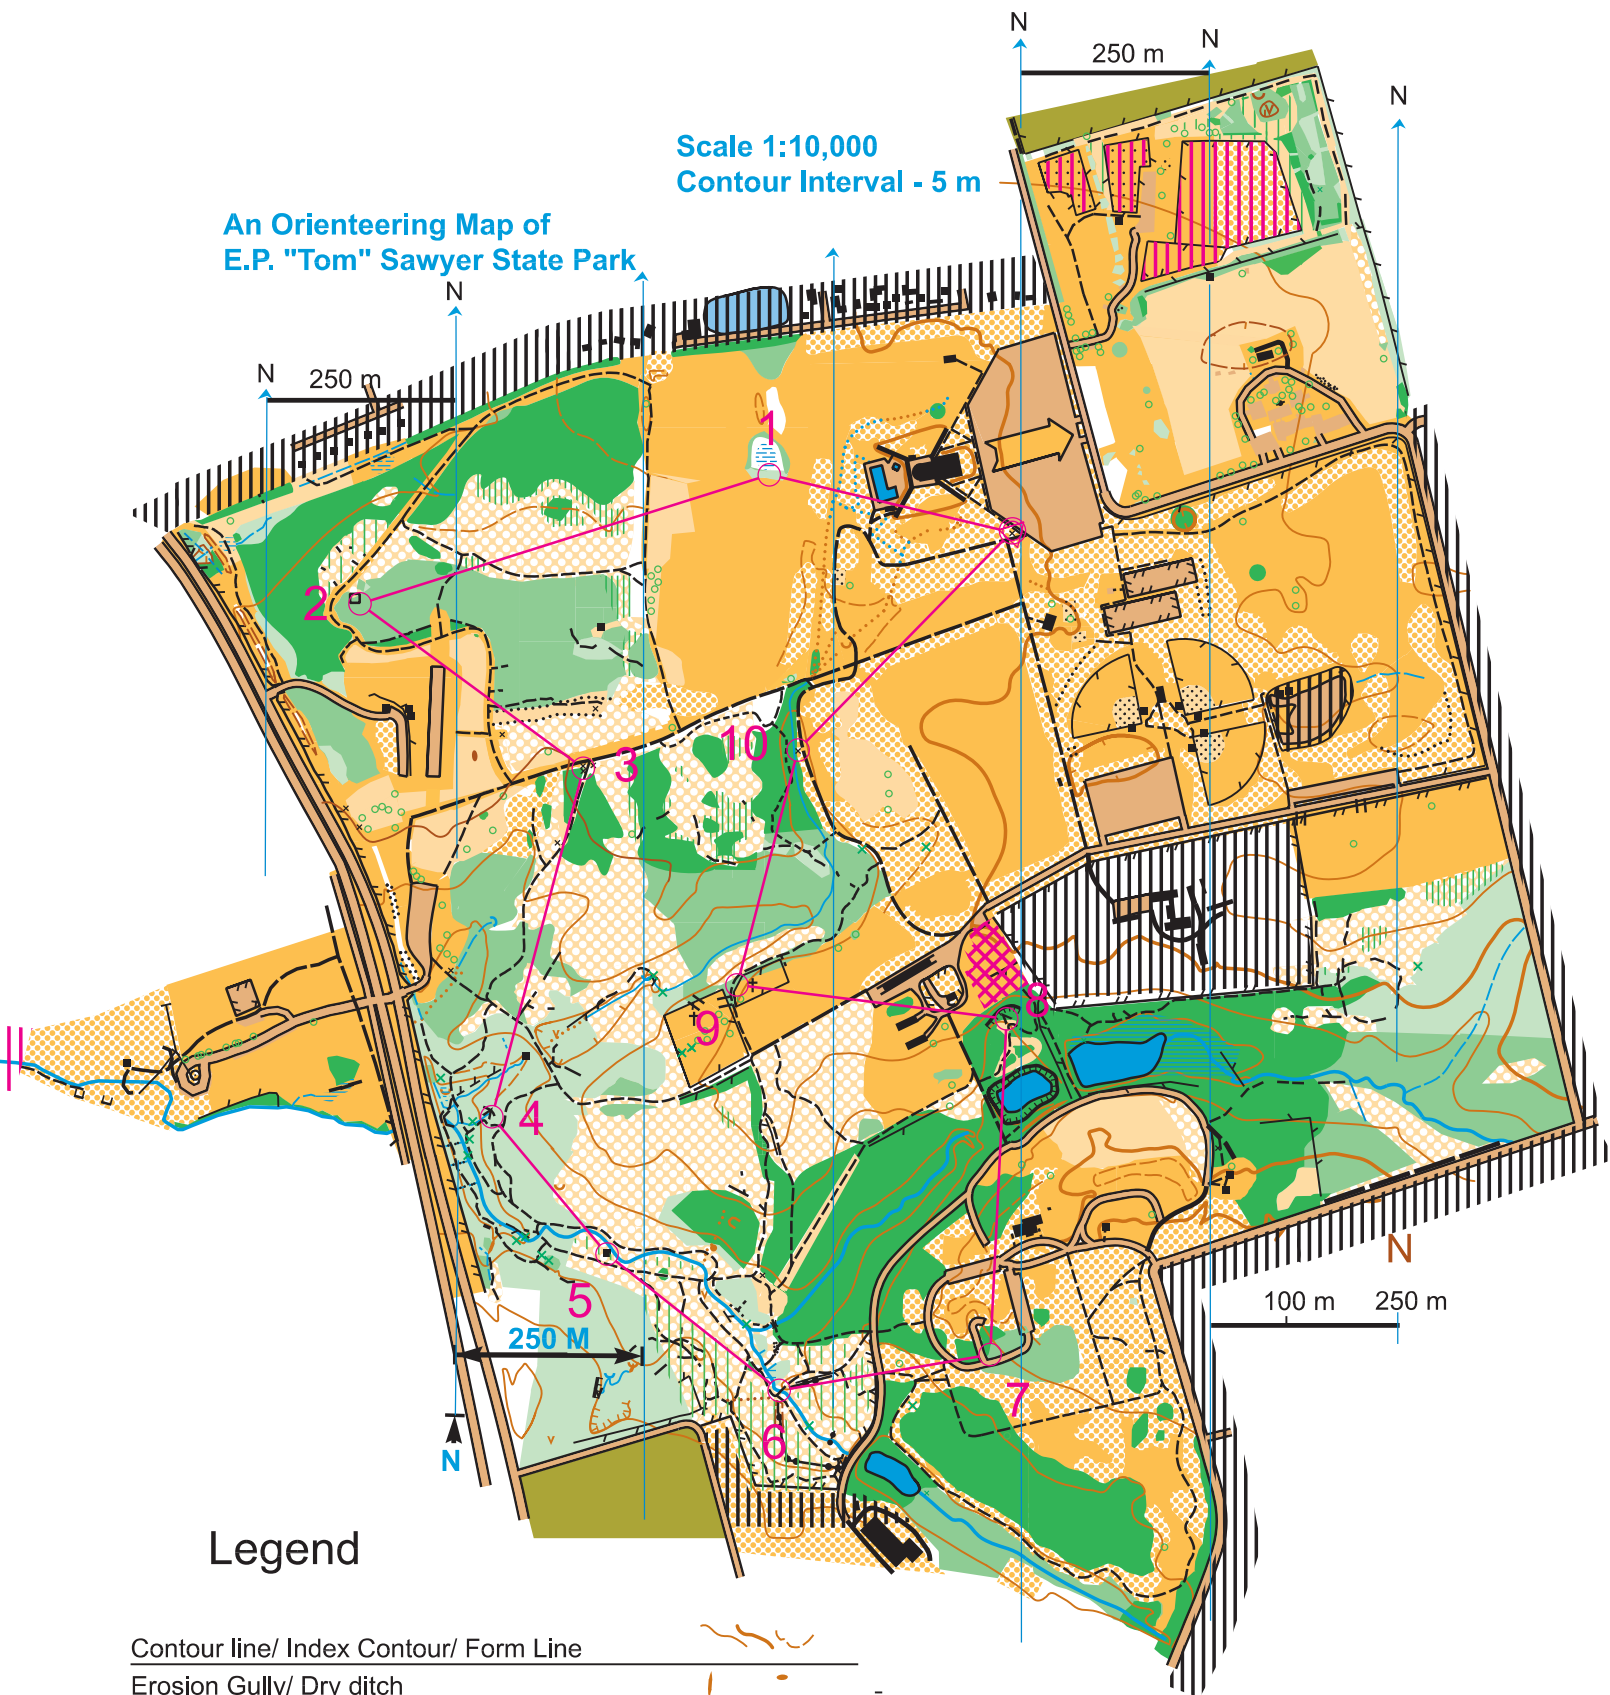 N
250 m
N
N
Scale 1:10,000
Contour Interval - 5 m
An Orienteering Map of
E.P. "Tom" Sawyer State Park
N
N
250 m
1
2
3
10
8
9
4
5
250 M
N
100 m 250 m
7
6
N
Legend
Contour line/ Index Contour/ Form Line
Erosion Gully/ Dry ditch